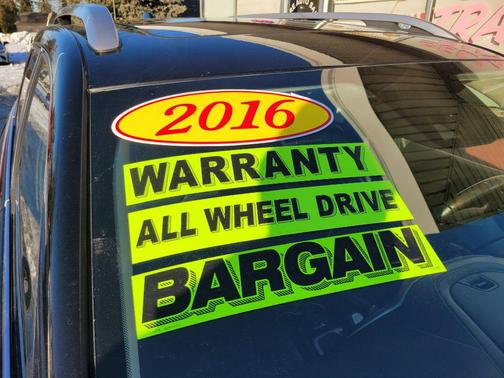 2016
WARRANTY
ALL WHEEL DRIVE
BARGAIN